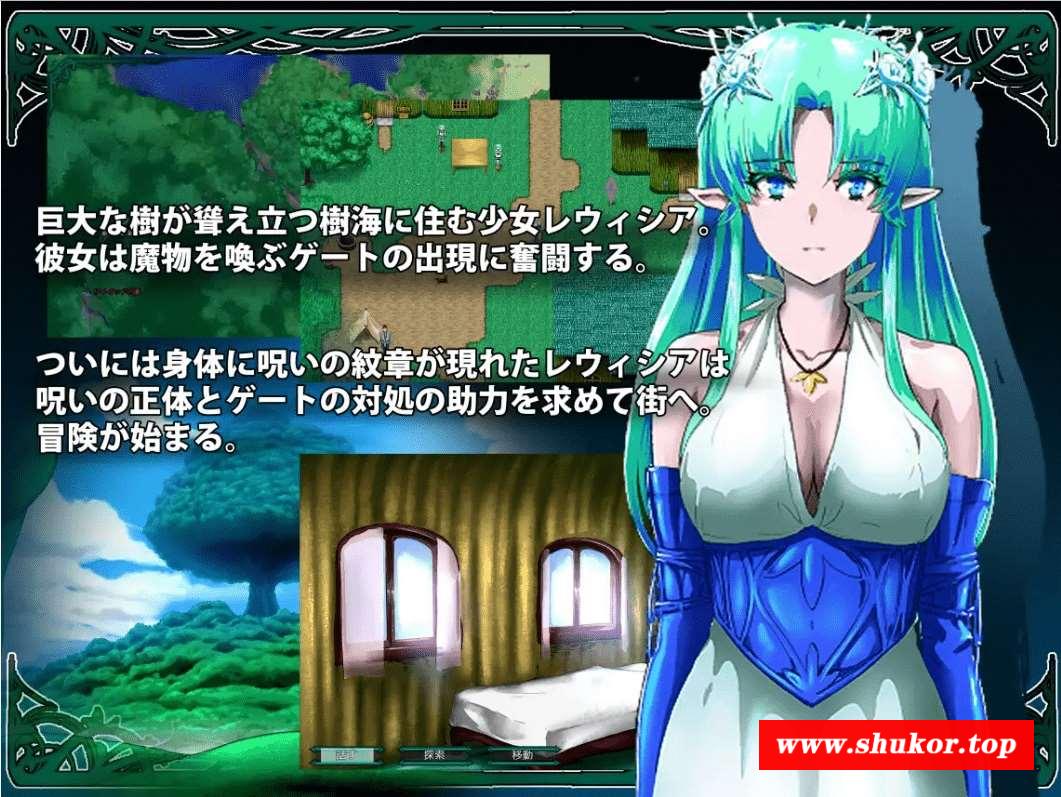 巨大な樹が聳え立つ樹海に住む少女レウィシア。
彼女は魔物を喚ぶゲートの出現に奮闘する。
ついには身体に呪いの紋章が現れたレウィシアは
呪いの正体とゲートの対処の助力を求めて街へ。
冒険が始まる。
探索
移動
www.shukor.top